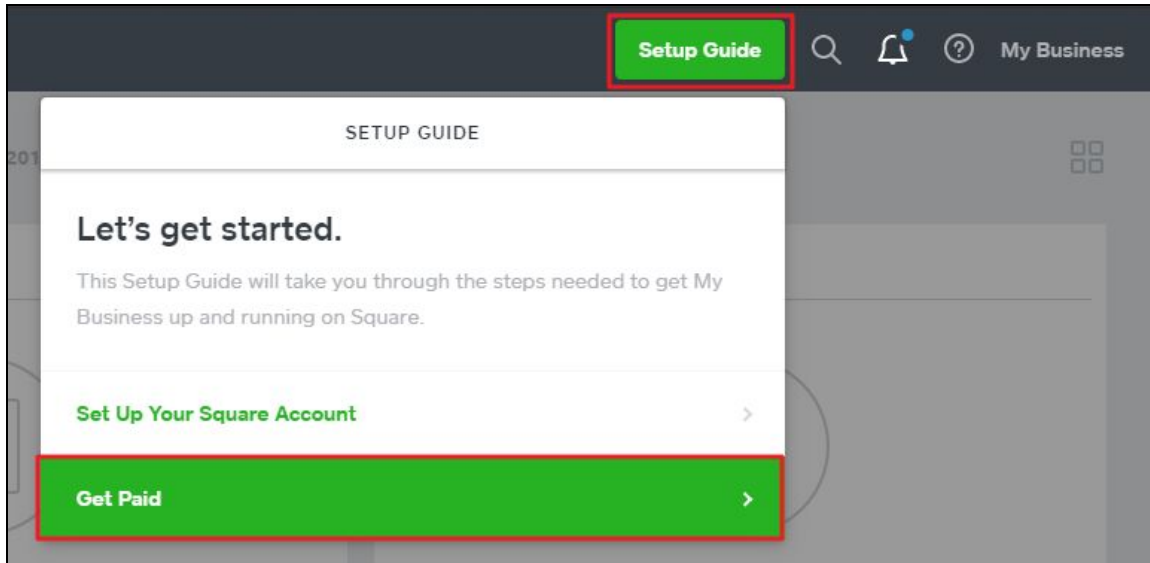 Setup Guide
My Business
201
SETUP GUIDE
Let’s get started.
This Setup Guide will take you through the steps needed to get My
Business up and running on Square.
Set Up Your Square Account
Get Paid